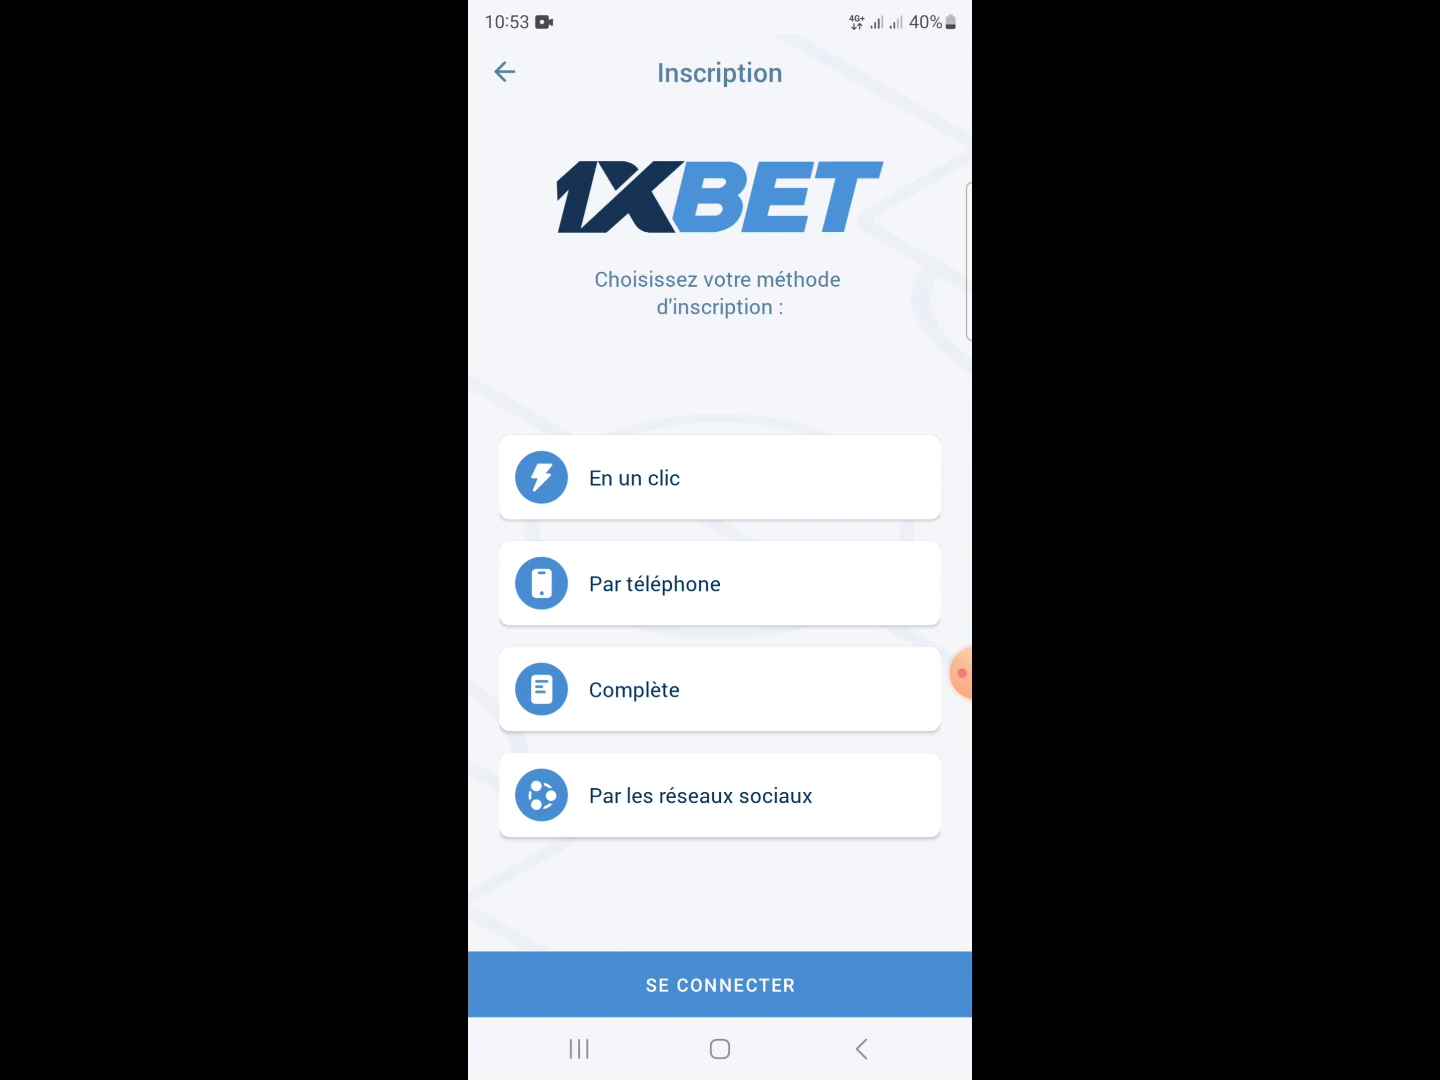 10:53
4G+ 40%
Inscription
1XBET
Choisissez votre méthode
d'inscription :
En un clic
Par téléphone
Complète
Par les réseaux sociaux
SE CONNECTER